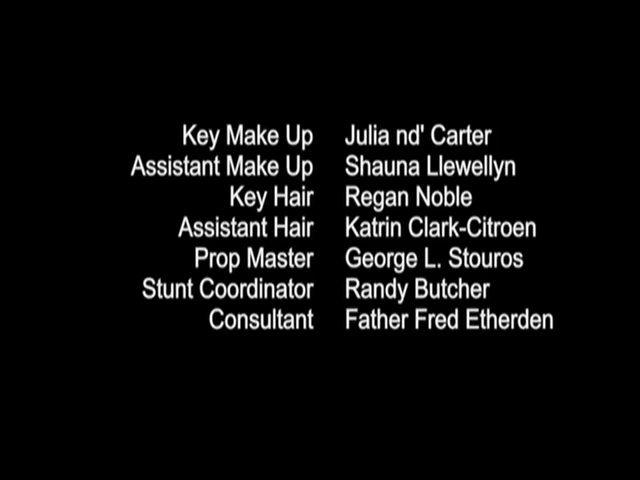 Key Make Up Julia nd' Carter
Assistant Make Up Shauna Llewellyn
Key Hair Regan Noble
Assistant Hair Katrin Clark-Citroen
Prop Master George L. Stouros
Stunt Coordinator Randy Butcher
Consultant Father Fred Etherden